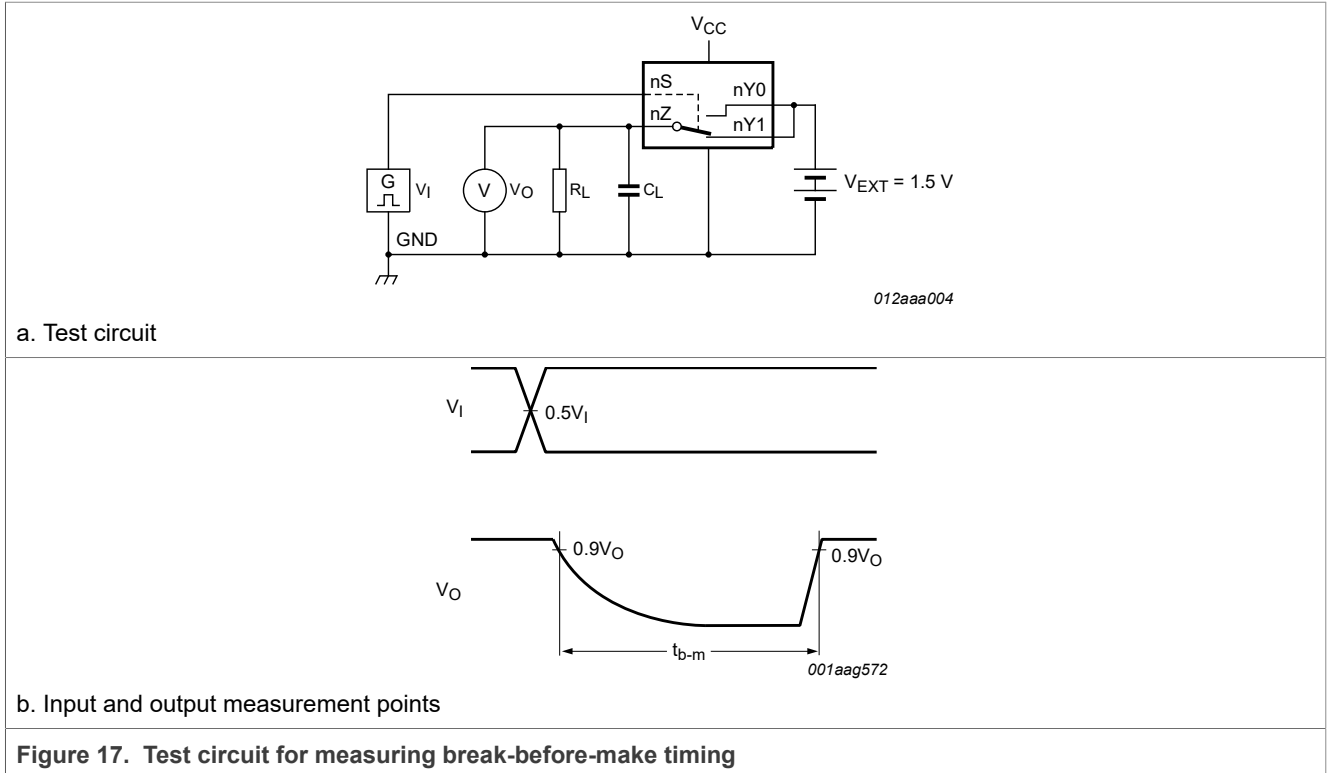 VCC
nS
nY0
nZ
nY1
G
VI
V
VO
RL
CL
VEXT = 1.5 V
GND
012aaa004
a. Test circuit
VI
0.5VI
0.9VO
0.9VO
VO
tb-m
001aag572
b. Input and output measurement points
Figure 17. Test circuit for measuring break-before-make timing